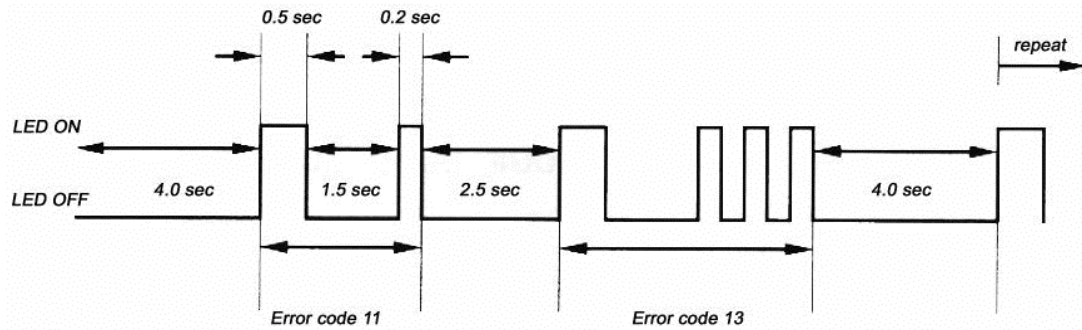 0.5 sec 0.2 sec
repeat
LED ON
4.0 sec 1.5 sec 2.5 sec 4.0 sec
LED OFF
Error code 11 Error code 13